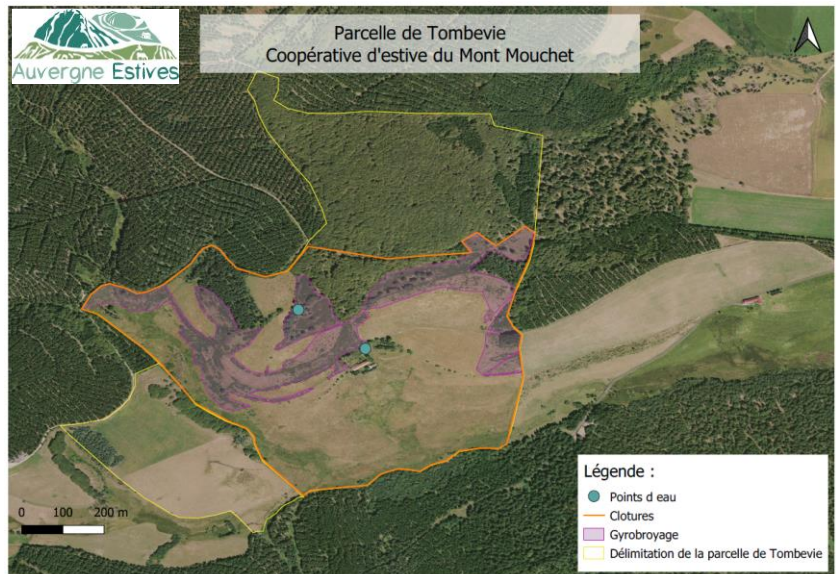 Auvergne Estives
Parcelle de Tombevie
Coopérative d'estive du Mont Mouchet
0 100 200 m
Légende :
Points d eau
Clotures
Gyrobroyage
Délimitation de la parcelle de Tombevie